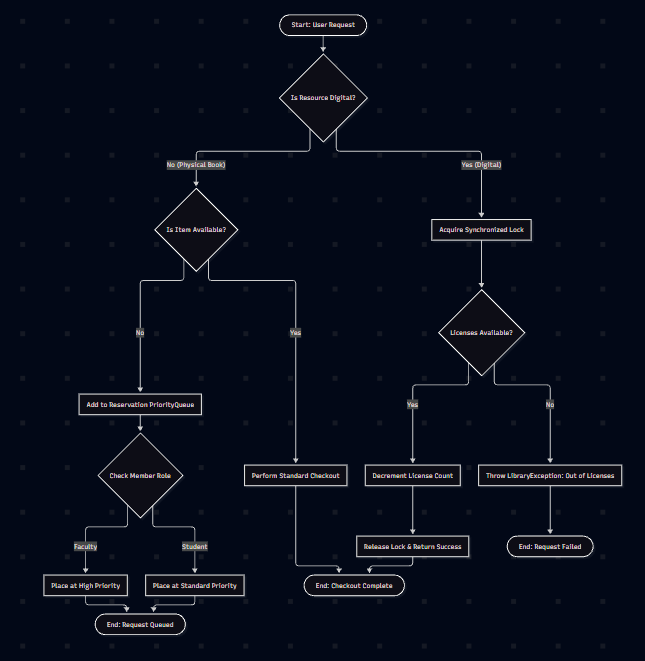 Start: User Request
Is Resource Digital?
No (Physical Book)
Yes (Digital)
Is Item Available?
Acquire Synchronized Lock
No
Yes
Licenses Available?
Add to Reservation PriorityQueue
Yes
No
Check Member Role
Perform Standard Checkout
Decrement License Count
Throw LibraryException: Out of Licenses
Faculty
Student
Release Lock & Return Success
End: Request Failed
Place at High Priority
Place at Standard Priority
End: Checkout Complete
End: Request Queued